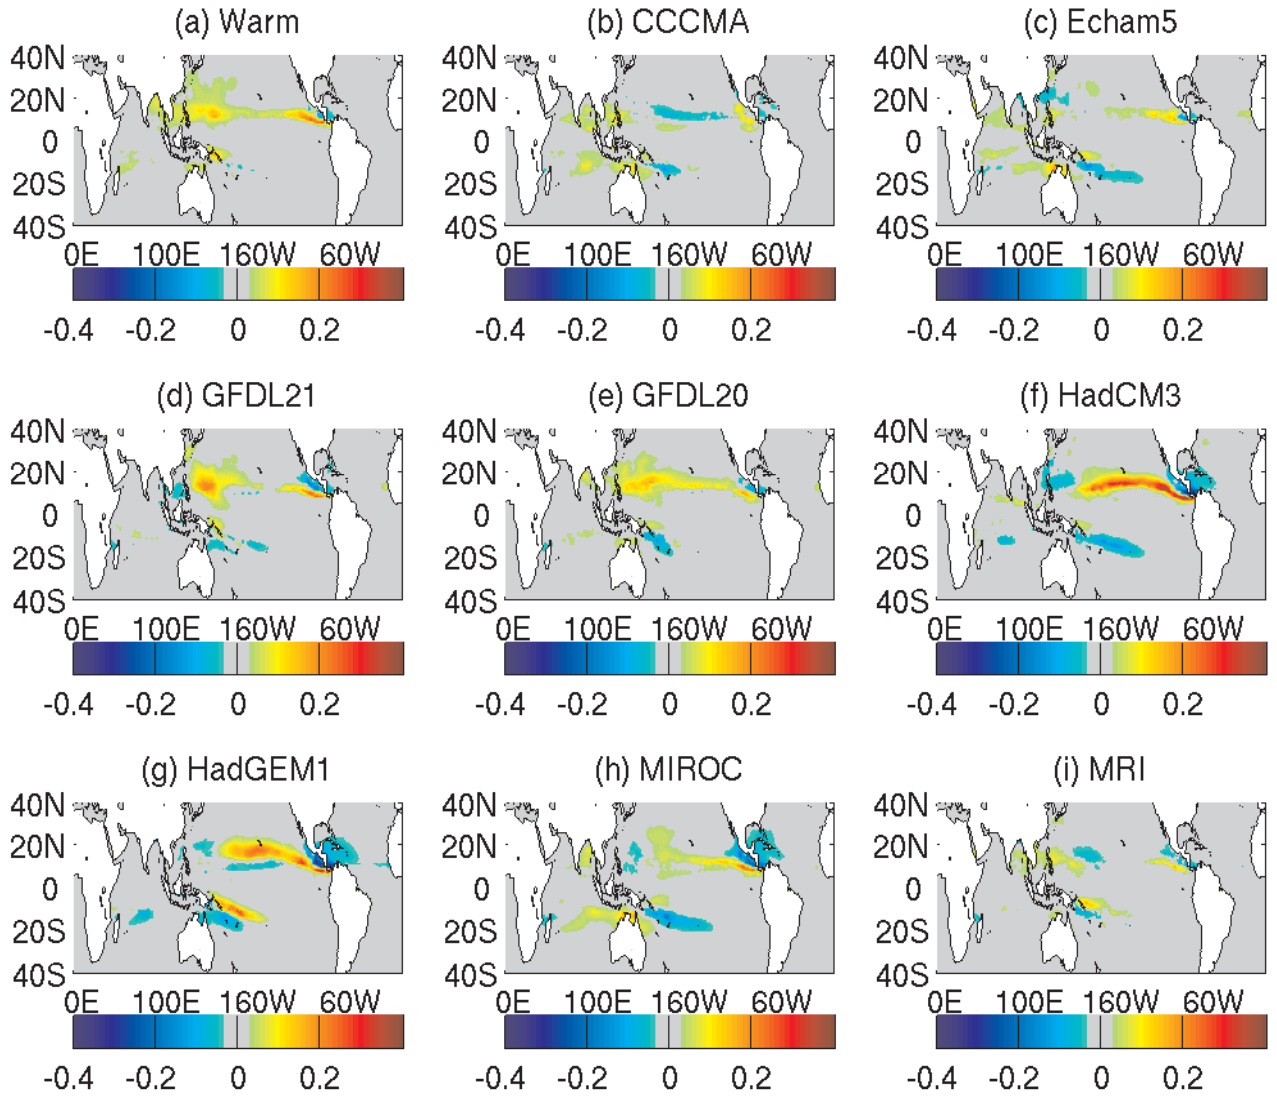 (a) Warm (b) CCCMA (c) Echam5
40N 40N 40N
20N 20N 20N
0 0 0
20S 20S 20S
40S 40S 40S
0E 100E 160W 60W 0E 100E 160W 60W 0E 100E 160W 60W
-0.4 -0.2 0 0.2 -0.4 -0.2 0 0.2 -0.4 -0.2 0 0.2
(d) GFDL21 (e) GFDL20 (f) HadCM3
40N 40N 40N
20N 20N 20N
0 0 0
20S 20S 20S
40S 40S 40S
0E 100E 160W 60W 0E 100E 160W 60W 0E 100E 160W 60W
-0.4 -0.2 0 0.2 -0.4 -0.2 0 0.2 -0.4 -0.2 0 0.2
(g) HadGEM1 (h) MIROC (i) MRI
40N 40N 40N
20N 20N 20N
0 0 0
20S 20S 20S
40S 40S 40S
0E 100E 160W 60W 0E 100E 160W 60W 0E 100E 160W 60W
-0.4 -0.2 0 0.2 -0.4 -0.2 0 0.2 -0.4 -0.2 0 0.2